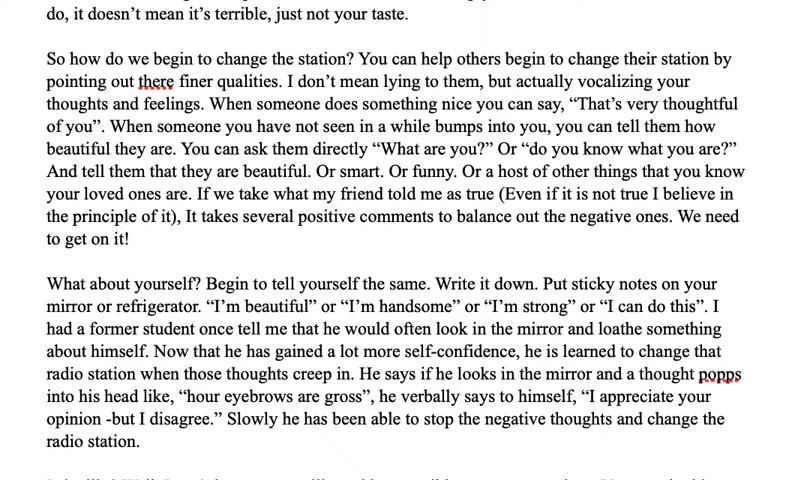 do, it doesn’t mean it’s terrible, just not your taste.
So how do we begin to change the station? You can help others begin to change their station by
pointing out there finer qualities. I don’t mean lying to them, but actually vocalizing your
thoughts and feelings. When someone does something nice you can say, “That’s very thoughtful
of you”. When someone you have not seen in a while bumps into you, you can tell them how
beautiful they are. You can ask them directly “What are you?” Or “do you know what you are?”
And tell them that they are beautiful. Or smart. Or funny. Or a host of other things that you know
your loved ones are. If we take what my friend told me as true (Even if it is not true I believe in
the principle of it), It takes several positive comments to balance out the negative ones. We need
to get on it!
What about yourself? Begin to tell yourself the same. Write it down. Put sticky notes on your
mirror or refrigerator. “I’m beautiful” or “I’m handsome” or “I’m strong” or “I can do this”. I
had a former student once tell me that he would often look in the mirror and loathe something
about himself. Now that he has gained a lot more self-confidence, he is learned to change that
radio station when those thoughts creep in. He says if he looks in the mirror and a thought popps
into his head like, “hour eyebrows are gross”, he verbally says to himself, “I appreciate your
opinion -but I disagree.” Slowly he has been able to stop the negative thoughts and change the
radio station.